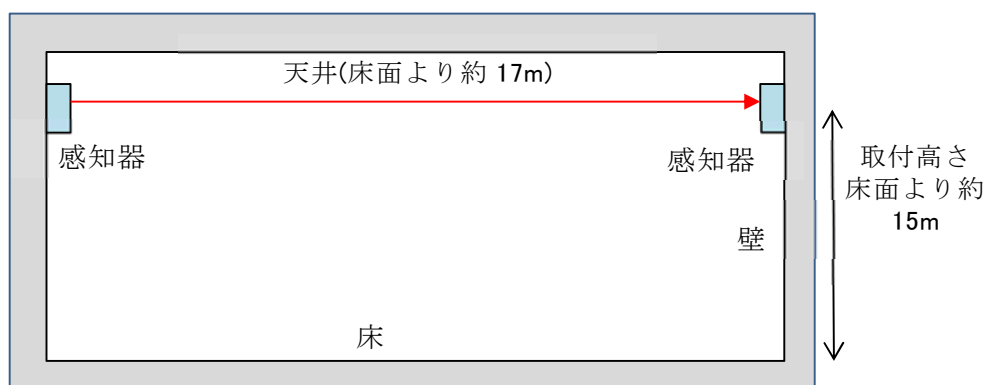 天井(床面より約 17m)
感知器
感知器
取付高さ
床面より約
15m
壁
床